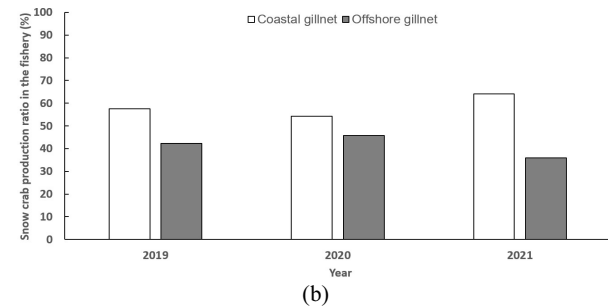 Snow crab production ratio in the fishery (%)
100
90
80
70
60
50
40
30
20
10
0
Coastal gillnet Offshore gillnet
2019 2020 2021
Year
(b)